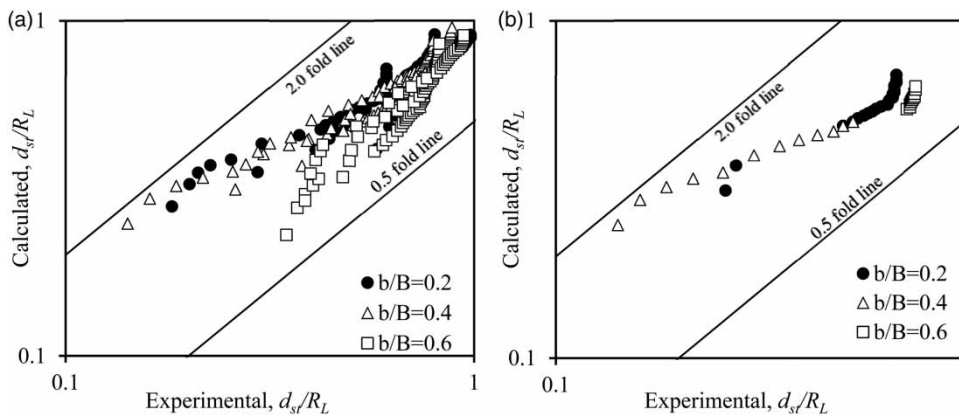 (a)
1
2.0 fold line
0.5 fold line
Calculated, dst/RL
b/B=0.2
b/B=0.4
b/B=0.6
0.1
0.1
1
Experimental, dst/RL
(b)
1
2.0 fold line
0.5 fold line
Calculated, dst/RL
b/B=0.2
b/B=0.4
b/B=0.6
0.1
0.1
1
Experimental, dst/RL